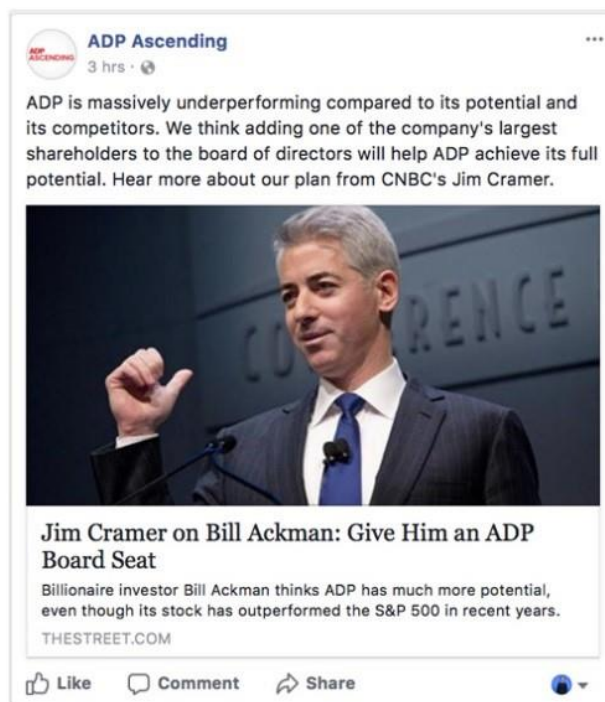 ADP Ascending
ADP
ASCENDING
3 hrs ·
ADP is massively underperforming compared to its potential and
its competitors. We think adding one of the company's largest
shareholders to the board of directors will help ADP achieve its full
potential. Hear more about our plan from CNBC's Jim Cramer.
CO
ERENCE
Jim Cramer on Bill Ackman: Give Him an ADP
Board Seat
Billionaire investor Bill Ackman thinks ADP has much more potential,
even though its stock has outperformed the S&P 500 in recent years.
THESTREET.COM
Like Comment Share